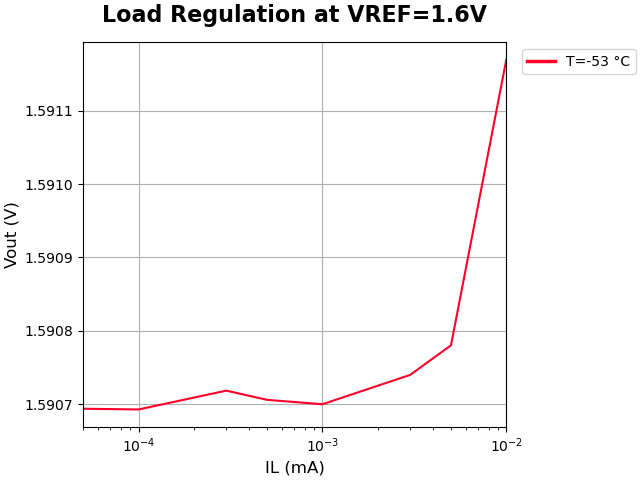 Load Regulation at VREF=1.6V
T=-53 °C
1.5911
1.5910
1.5909
1.5908
1.5907
Vout (V)
10⁻⁴ 10⁻³ 10⁻²
IL (mA)